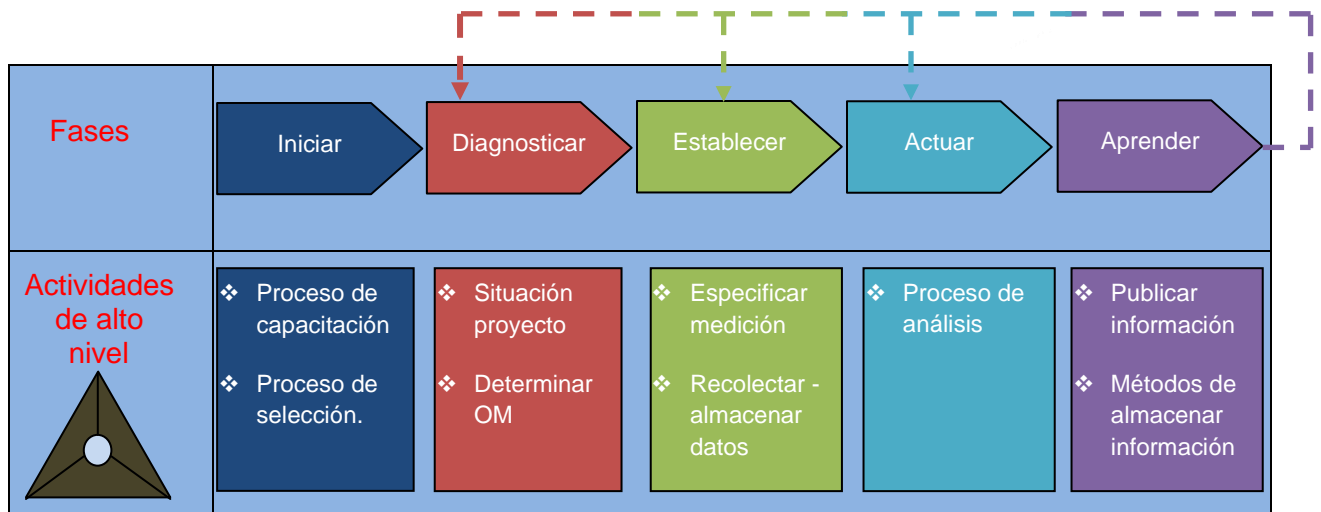 Fases
Iniciar
Diagnosticar
Establecer
Actuar
Aprender
Actividades
de alto
nivel
❖ Proceso de
capacitación
❖ Proceso de
selección.
❖ Situación
proyecto
❖ Determinar
OM
❖ Especificar
medición
❖ Recolectar -
almacenar
datos
❖ Proceso de
análisis
❖ Publicar
información
❖ Métodos de
almacenar
información